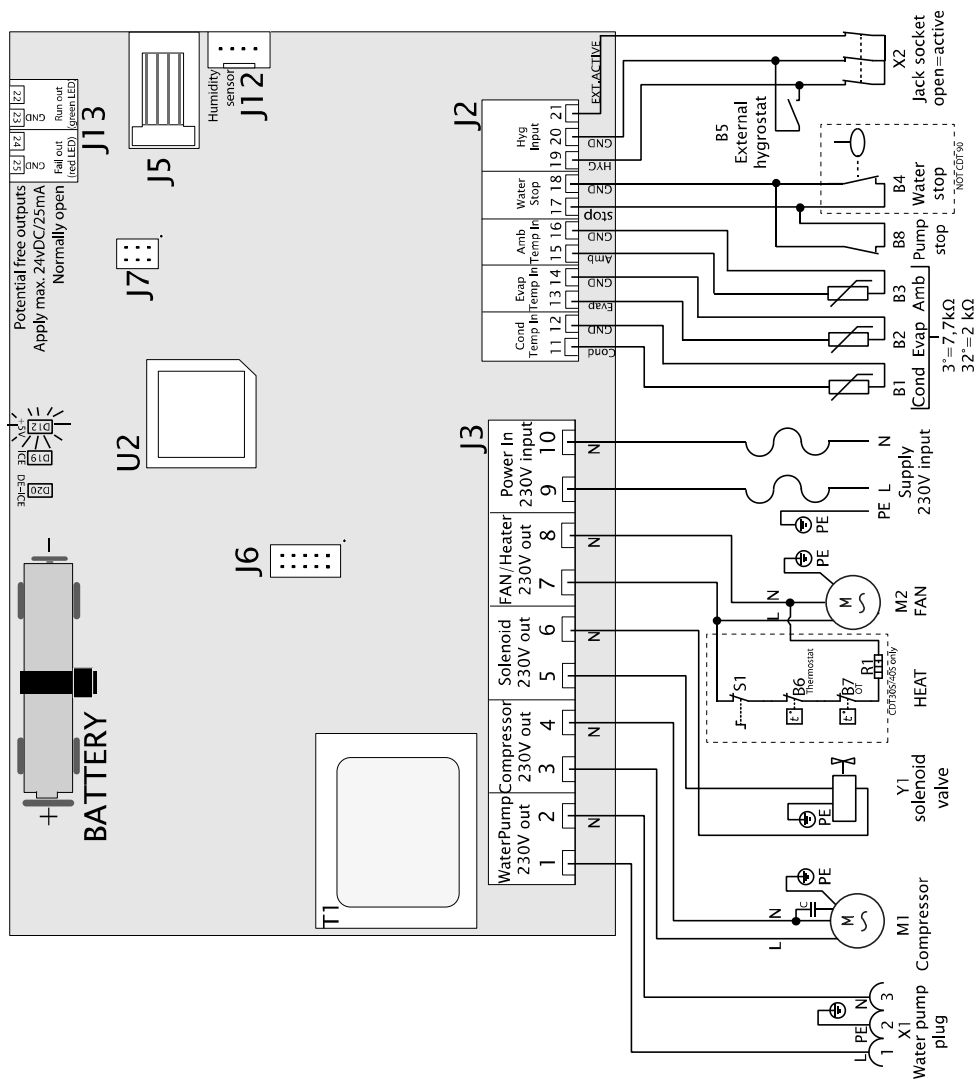 22
23
GND
24
25
GND
Run out
(green LED)
Fail out
(red LED)
J13
Potential free outputs
Apply max. 24vDC/25mA
Normally open
J5
Humidity
sensor
J12
J7
U2
+5V
D12
ICE
D19
DE-ICE
D20
J6
BATTERY
+
−
T1
J2
Hyg
Input
21
20
19
EXT.ACTIVE
GND
HYG
Water
Stop
18
17
GND
stop
Amb
Temp In
16
15
GND
Amb
Evap
Temp In
14
13
GND
Evap
Cond
Temp In
12
11
GND
Cond
J3
Power In
230V input
10
9
N
FAN/Heater
230V out
8
7
N
Solenoid
230V out
6
5
N
Compressor
230V out
4
3
N
WaterPump
230V out
2
1
N
X2
Jack socket
open=active
B5
External
hygrostat
B4
Water
stop
NOT CDT 90
B8
Pump
stop
B3
Amb
B2
Evap
B1
Cond
3°=7,7kΩ
32°=2 kΩ
N
L
PE
Supply
230V input
PE
PE
N
L
M
M2
FAN
S1
B6
Thermostat
t°
B7
OT
t°
R1
CDT30S/40S only
HEAT
PE
Y1
solenoid
valve
PE
C
N
L
M
M1
Compressor
N
PE
L
3
2
1
X1
Water pump
plug